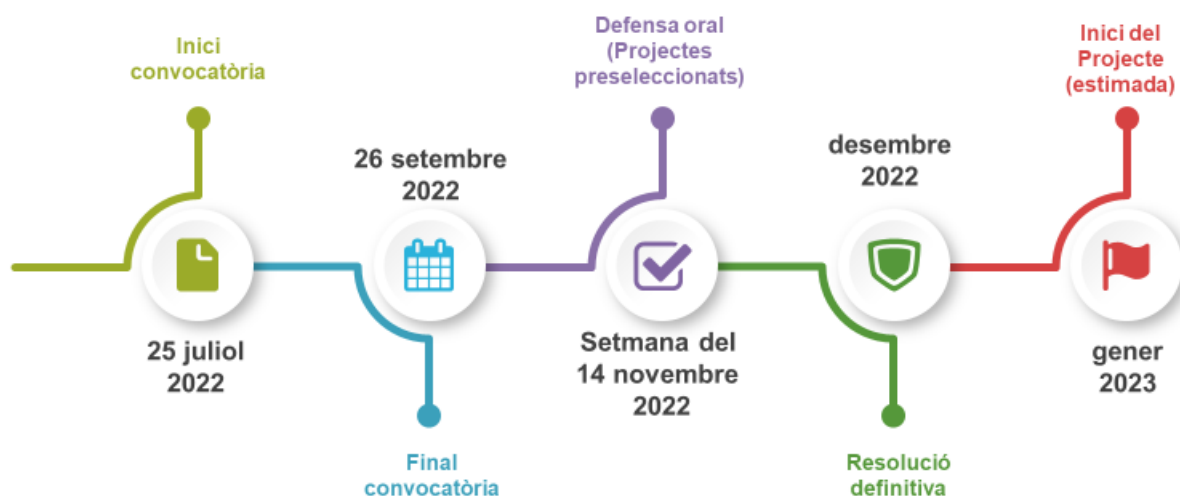 Inici
convocatòria
25 juliol
2022
26 setembre
2022
Final
convocatòria
Defensa oral
(Projectes
preseleccionats)
Setmana del
14 novembre
2022
desembre
2022
Resolució
definitiva
Inici del
Projecte
(estimada)
gener
2023